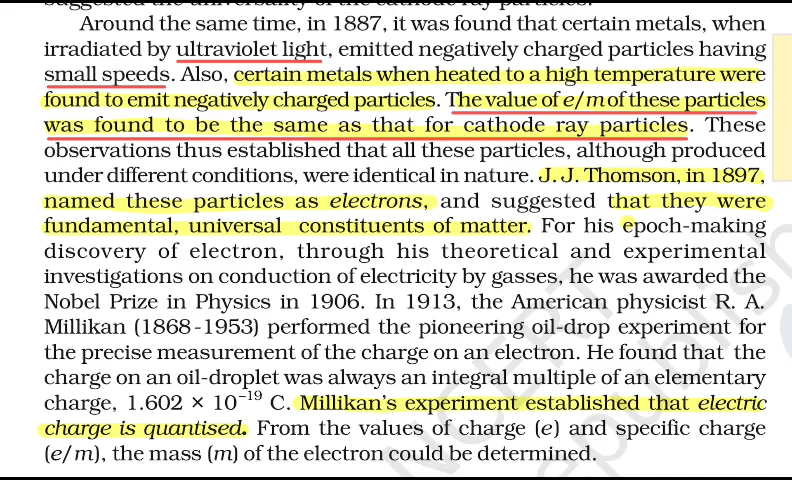 suggested the universality of the cathode ray particles.
Around the same time, in 1887, it was found that certain metals, when
irradiated by ultraviolet light, emitted negatively charged particles having
small speeds. Also, certain metals when heated to a high temperature were
found to emit negatively charged particles. The value of e/m of these particles
was found to be the same as that for cathode ray particles. These
observations thus established that all these particles, although produced
under different conditions, were identical in nature. J. J. Thomson, in 1897,
named these particles as electrons, and suggested that they were
fundamental, universal constituents of matter. For his epoch-making
discovery of electron, through his theoretical and experimental
investigations on conduction of electricity by gasses, he was awarded the
Nobel Prize in Physics in 1906. In 1913, the American physicist R. A.
Millikan (1868-1953) performed the pioneering oil-drop experiment for
the precise measurement of the charge on an electron. He found that the
charge on an oil-droplet was always an integral multiple of an elementary
charge, 1.602 × 10⁻¹⁹ C. Millikan's experiment established that electric
charge is quantised. From the values of charge (e) and specific charge
(e/m), the mass (m) of the electron could be determined.